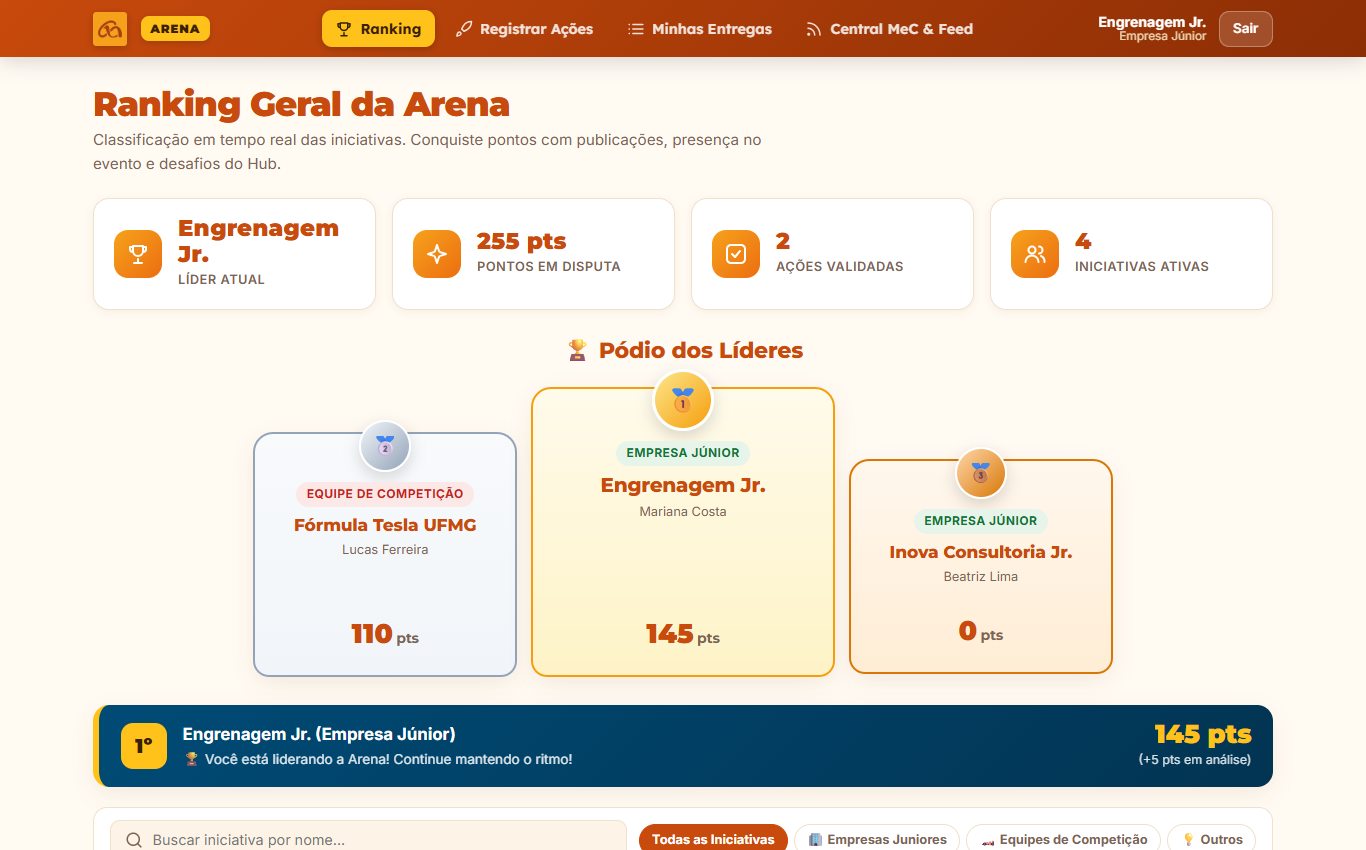 ARENA
Ranking
Registrar Ações
Minhas Entregas
Central MeC & Feed
Engrenagem Jr.
Empresa Júnior
Sair
Ranking Geral da Arena
Classificação em tempo real das iniciativas. Conquiste pontos com publicações, presença no
evento e desafios do Hub.
Engrenagem
Jr.
LÍDER ATUAL
255 pts
PONTOS EM DISPUTA
2
AÇÕES VALIDADAS
4
INICIATIVAS ATIVAS
Pódio dos Líderes
2
EQUIPE DE COMPETIÇÃO
Fórmula Tesla UFMG
Lucas Ferreira
110 pts
1
EMPRESA JÚNIOR
Engrenagem Jr.
Mariana Costa
145 pts
3
EMPRESA JÚNIOR
Inova Consultoria Jr.
Beatriz Lima
0 pts
1º
Engrenagem Jr. (Empresa Júnior)
Você está liderando a Arena! Continue mantendo o ritmo!
145 pts
(+5 pts em análise)
Buscar iniciativa por nome...
Todas as Iniciativas
Empresas Juniores
Equipes de Competição
Outros